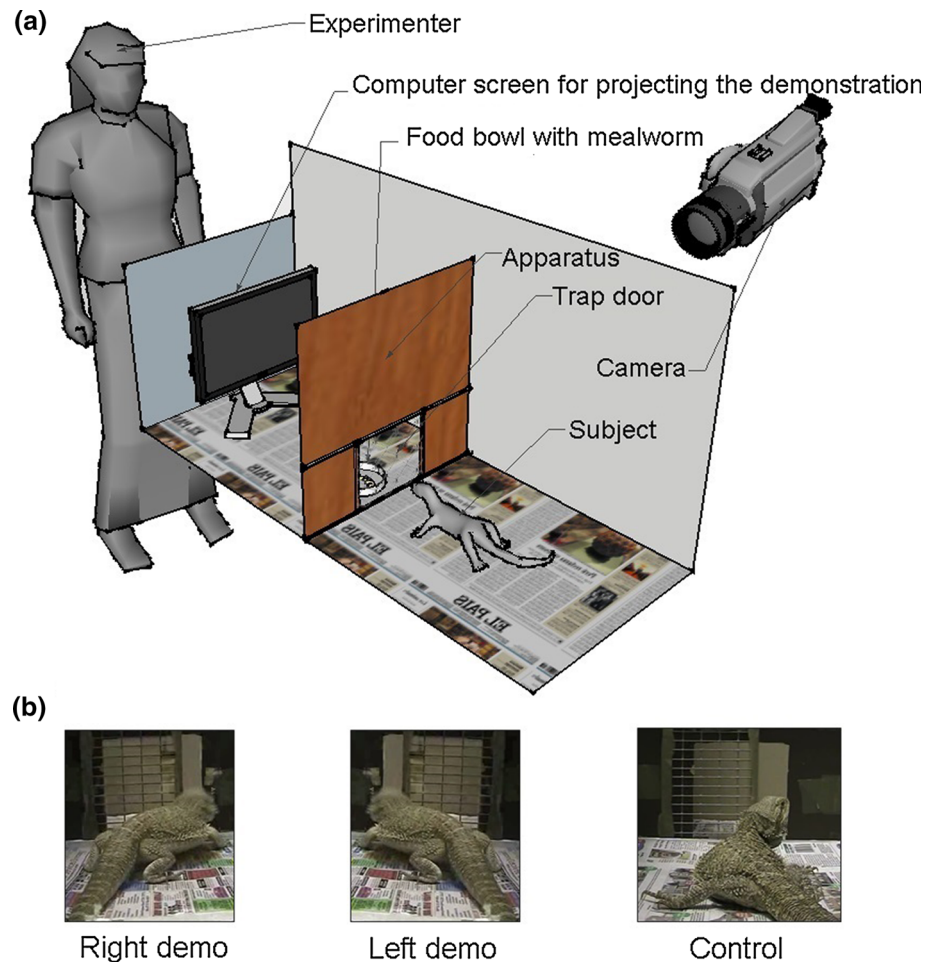 (a)
Experimenter
Computer screen for projecting the demonstration
Food bowl with mealworm
Apparatus
Trap door
Camera
Subject
EL PAIS
EL PAIS
(b)
Right demo
Left demo
Control